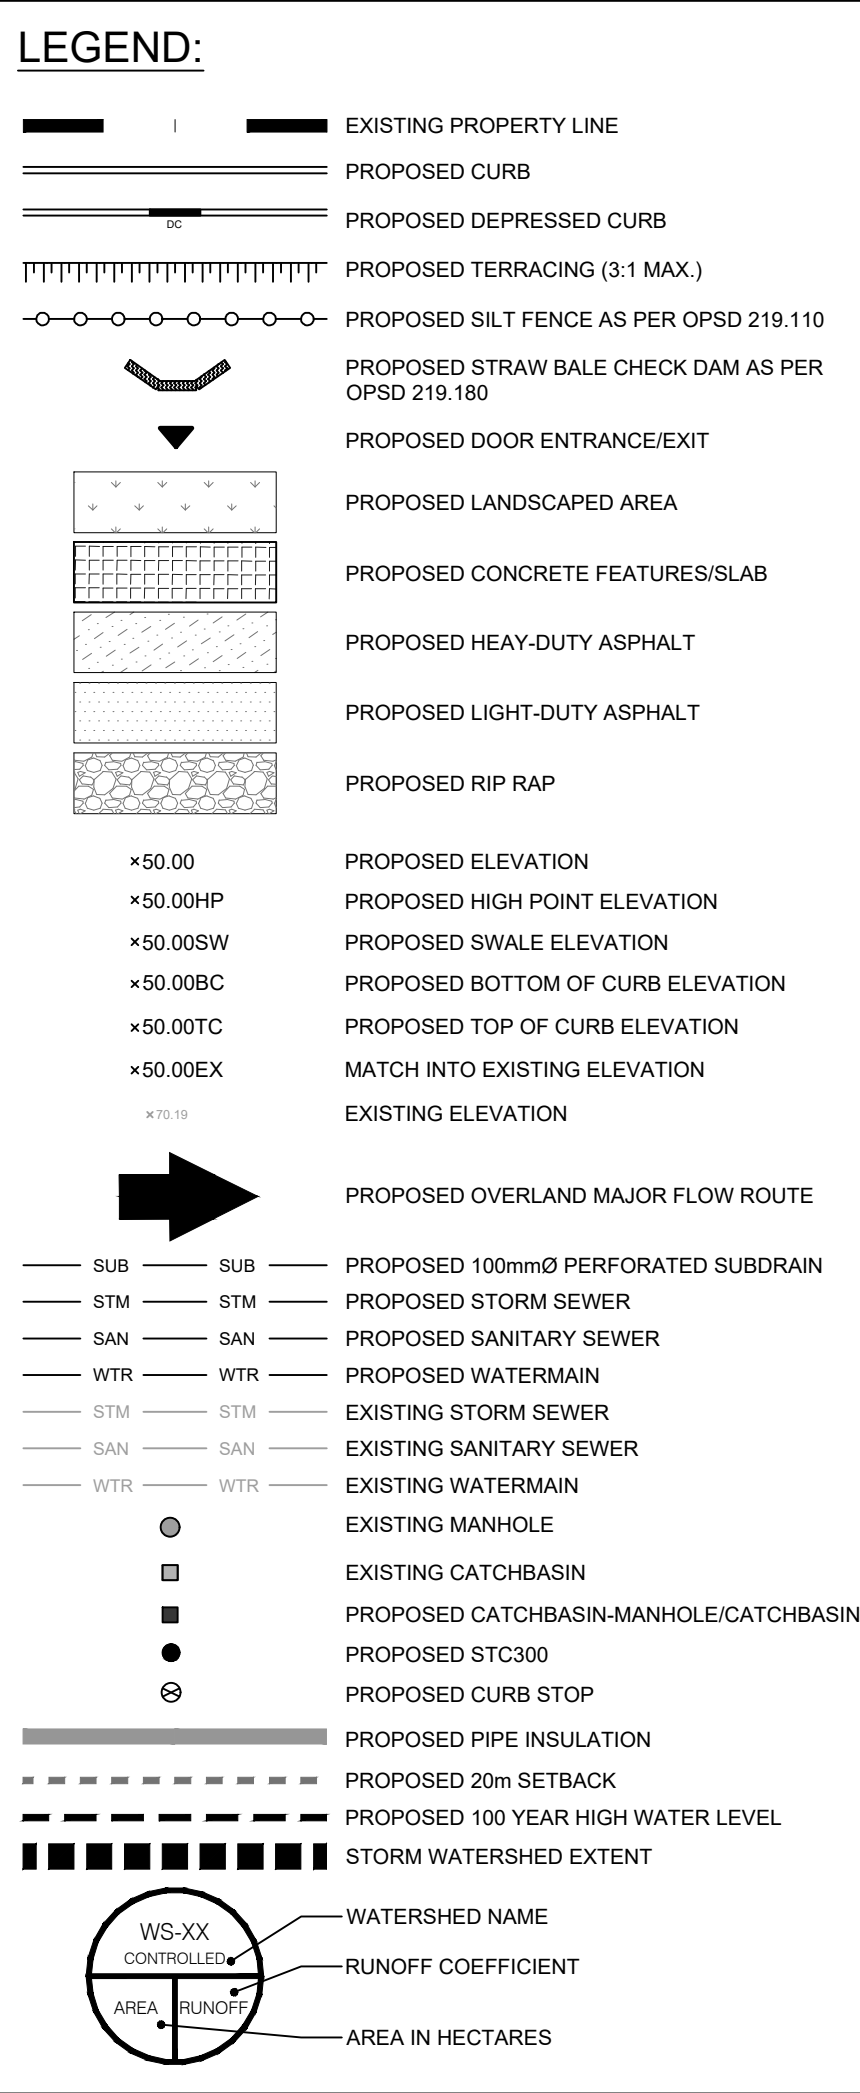 LEGEND:
EXISTING PROPERTY LINE
PROPOSED CURB
DC
PROPOSED DEPRESSED CURB
PROPOSED TERRACING (3:1 MAX.)
PROPOSED SILT FENCE AS PER OPSD 219.110
PROPOSED STRAW BALE CHECK DAM AS PER
OPSD 219.180
PROPOSED DOOR ENTRANCE/EXIT
PROPOSED LANDSCAPED AREA
PROPOSED CONCRETE FEATURES/SLAB
PROPOSED HEAY-DUTY ASPHALT
PROPOSED LIGHT-DUTY ASPHALT
PROPOSED RIP RAP
×50.00 PROPOSED ELEVATION
×50.00HP PROPOSED HIGH POINT ELEVATION
×50.00SW PROPOSED SWALE ELEVATION
×50.00BC PROPOSED BOTTOM OF CURB ELEVATION
×50.00TC PROPOSED TOP OF CURB ELEVATION
×50.00EX MATCH INTO EXISTING ELEVATION
×70.19 EXISTING ELEVATION
PROPOSED OVERLAND MAJOR FLOW ROUTE
SUB SUB PROPOSED 100mmØ PERFORATED SUBDRAIN
STM STM PROPOSED STORM SEWER
SAN SAN PROPOSED SANITARY SEWER
WTR WTR PROPOSED WATERMAIN
STM STM EXISTING STORM SEWER
SAN SAN EXISTING SANITARY SEWER
WTR WTR EXISTING WATERMAIN
EXISTING MANHOLE
EXISTING CATCHBASIN
PROPOSED CATCHBASIN-MANHOLE/CATCHBASIN
PROPOSED STC300
PROPOSED CURB STOP
PROPOSED PIPE INSULATION
PROPOSED 20m SETBACK
PROPOSED 100 YEAR HIGH WATER LEVEL
STORM WATERSHED EXTENT
WS-XX
CONTROLLED
AREA RUNOFF
WATERSHED NAME
RUNOFF COEFFICIENT
AREA IN HECTARES